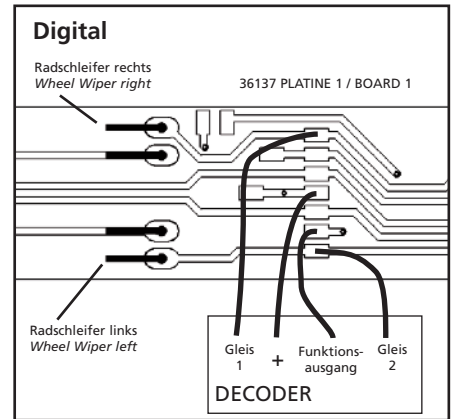 Digital
Radschleifer rechts
Wheel Wiper right
36137 PLATINE 1 / BOARD 1
Radschleifer links
Wheel Wiper left
Gleis
1
+
Funktions-
ausgang
Gleis
2
DECODER